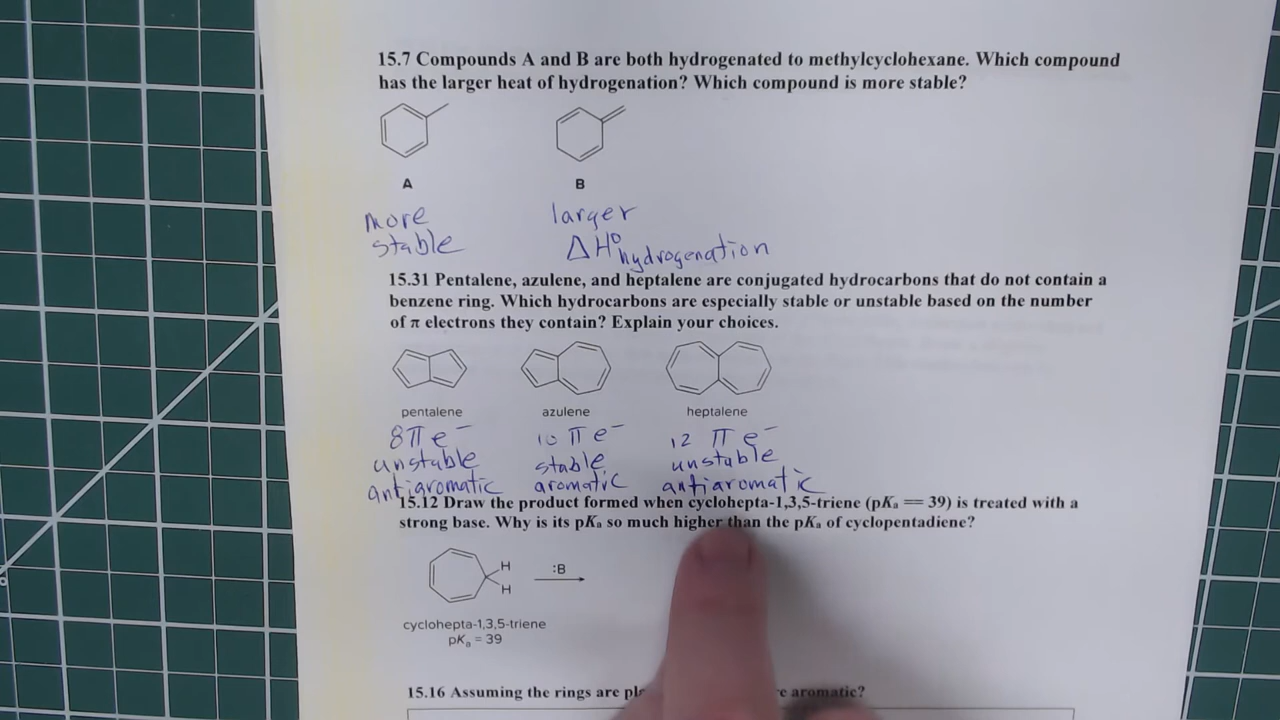 15.7 Compounds A and B are both hydrogenated to methylcyclohexane. Which compound
has the larger heat of hydrogenation? Which compound is more stable?
A B
more larger
stable ΔH° hydrogenation
15.31 Pentalene, azulene, and heptalene are conjugated hydrocarbons that do not contain a
benzene ring. Which hydrocarbons are especially stable or unstable based on the number
of π electrons they contain? Explain your choices.
pentalene azulene heptalene
8π e⁻ 10 π e⁻ 12 π e⁻
unstable stable unstable
antiaromatic aromatic antiaromatic
15.12 Draw the product formed when cyclohepta-1,3,5-triene (pKₐ = 39) is treated with a
strong base. Why is its pKₐ so much higher than the pKₐ of cyclopentadiene?
H :B
H
cyclohepta-1,3,5-triene
pKₐ = 39
15.16 Assuming the rings are aromatic?